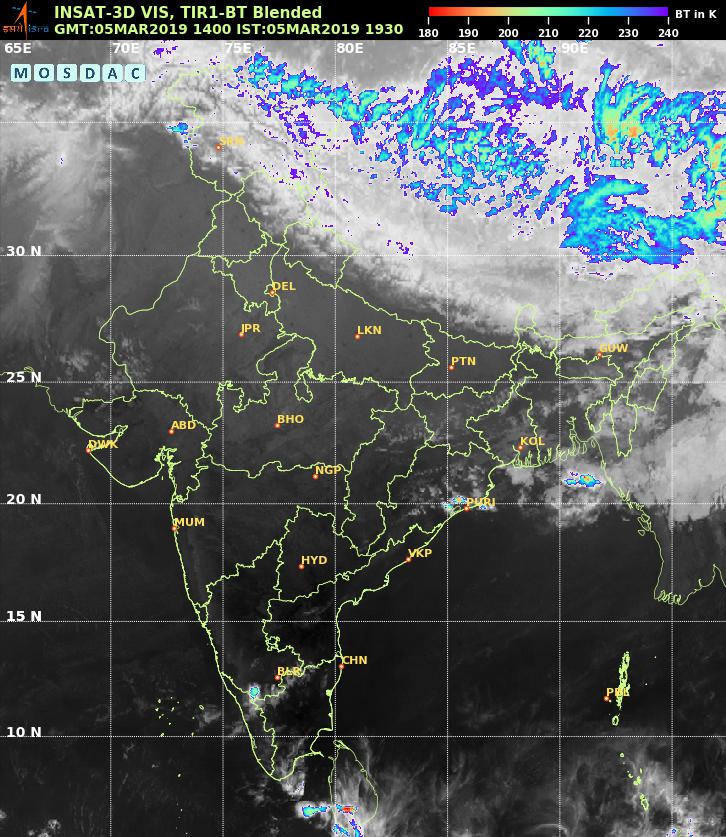 INSAT-3D VIS, TIR1-BT Blended
GMT:05MAR2019 1400 IST:05MAR2019 1930
BT in K
180 190 200 210 220 230 240
65E 70E 75E 80E 85E 90E
M O S D A C
SRN
30 N
DEL
JPR LKN
GUW
PTN
25 N
ABD BHO
DWK KOL
NGP
20 N PURI
MUM
VKP
HYD
15 N
CHN
BLR
PBL
10 N